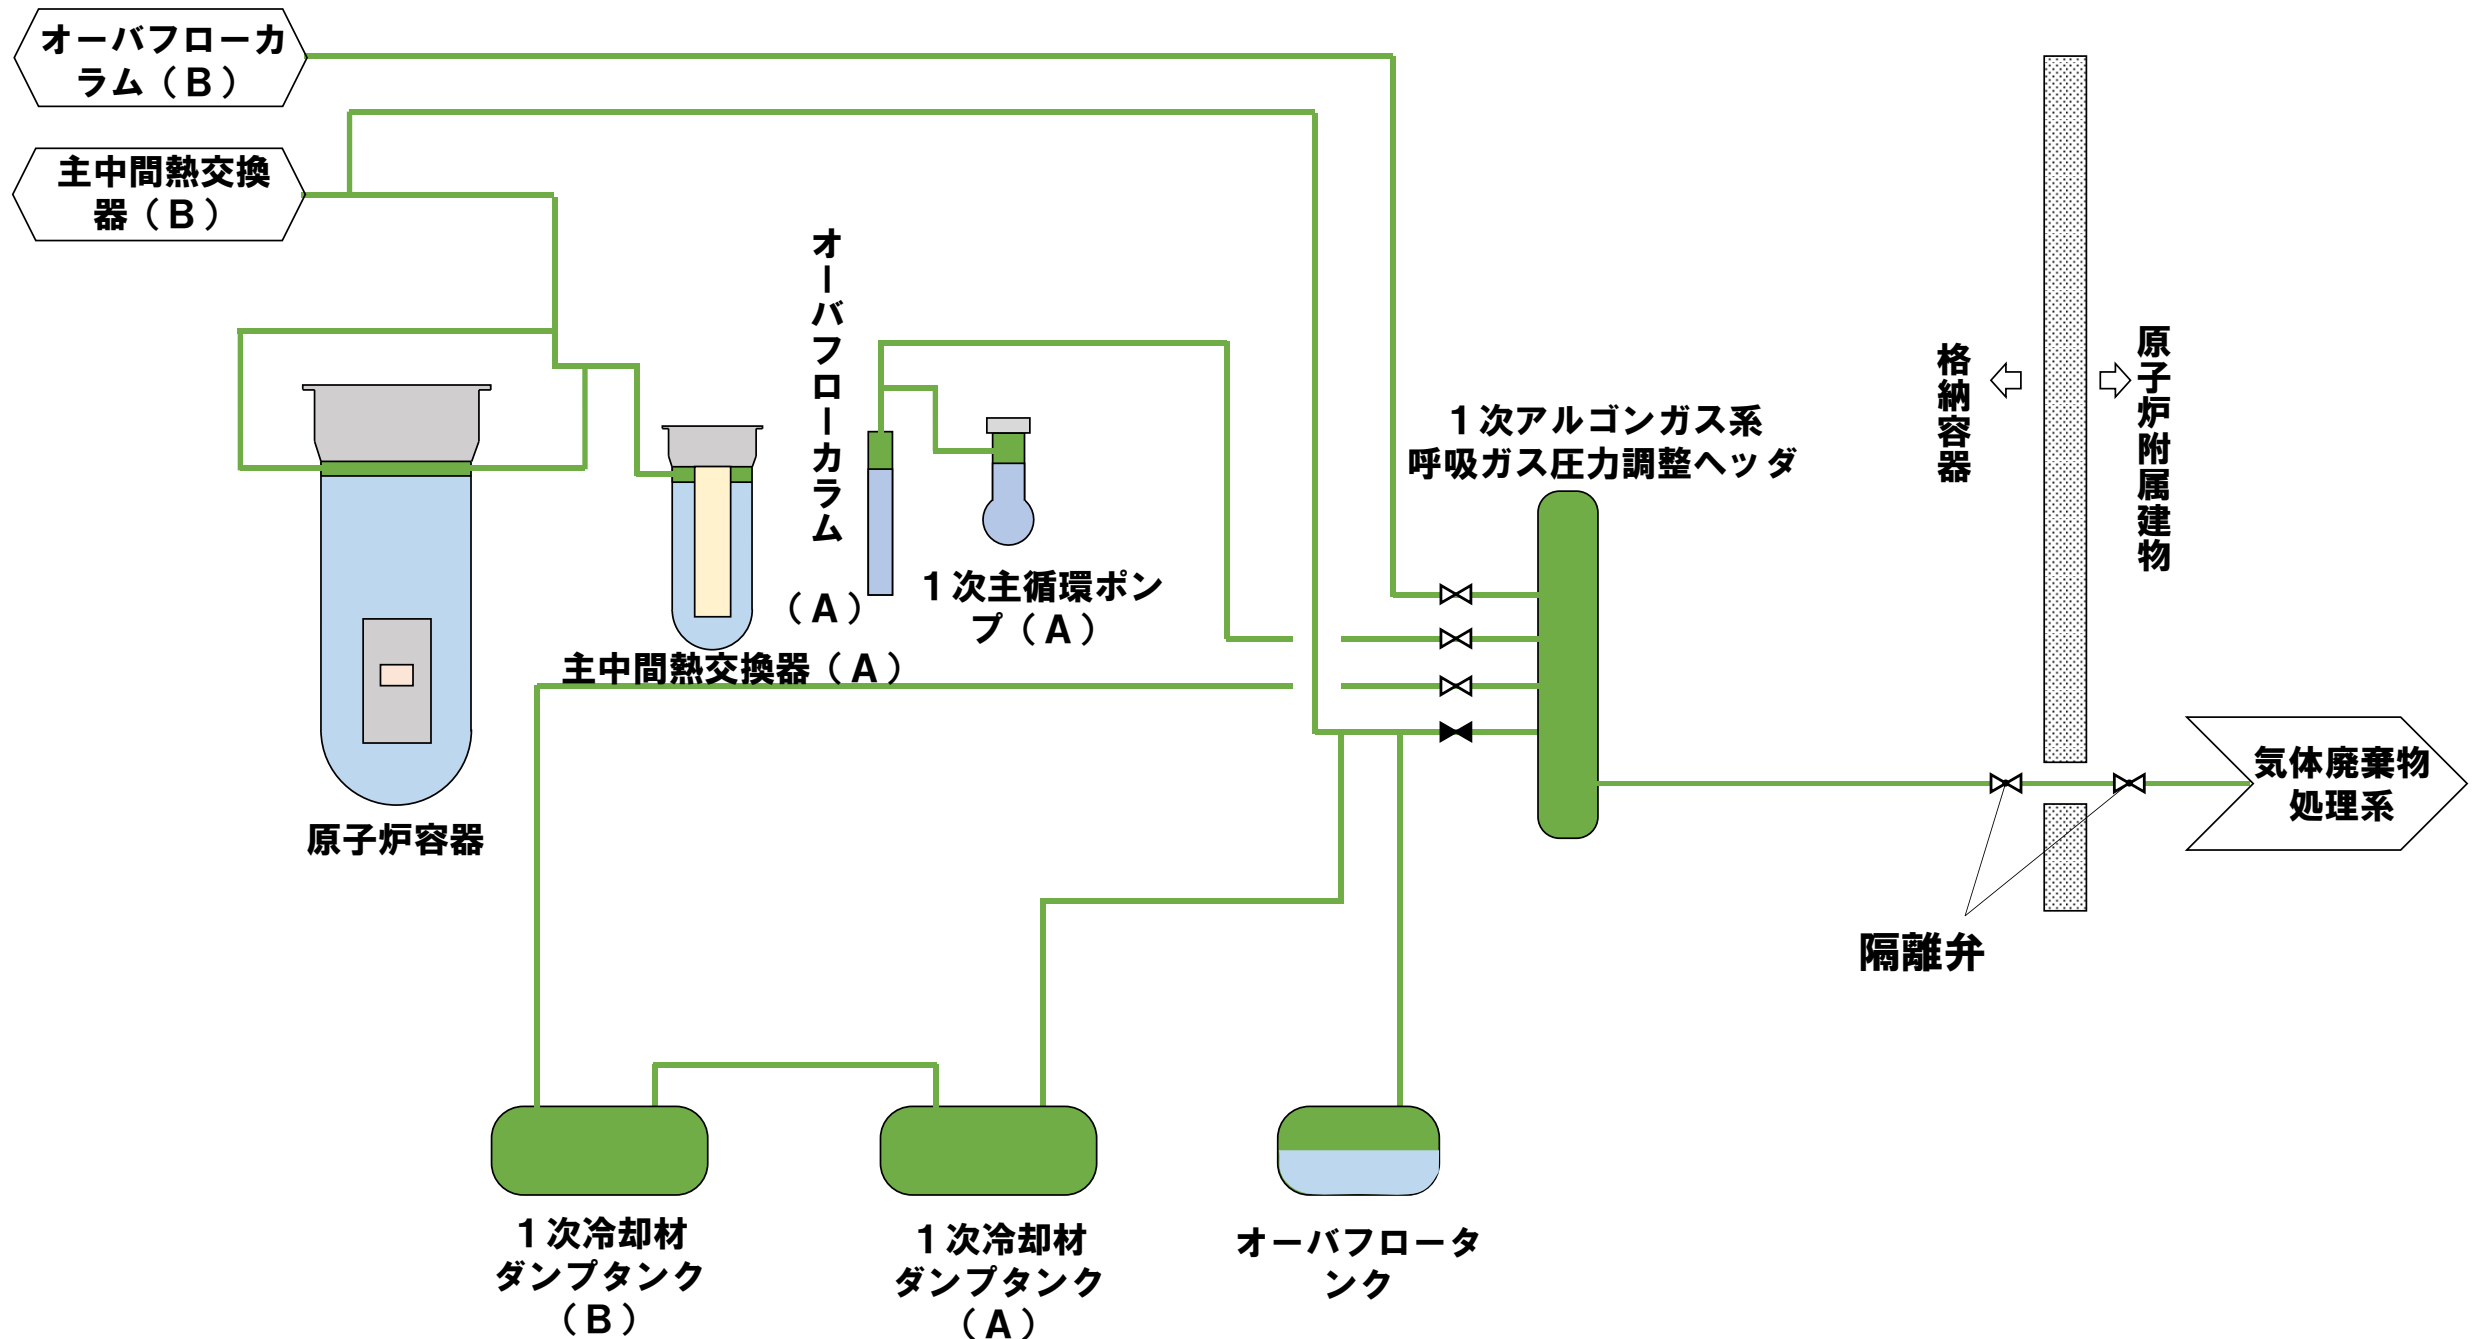 オーバフローカ
ラム（Ｂ）
主中間熱交換
器（Ｂ）
オーバフローカラム
（Ａ）
１次主循環ポン
プ（Ａ）
主中間熱交換器（Ａ）
原子炉容器
１次アルゴンガス系
呼吸ガス圧力調整ヘッダ
格納容器
原子炉附属建物
気体廃棄物
処理系
隔離弁
１次冷却材
ダンプタンク
（Ｂ）
１次冷却材
ダンプタンク
（Ａ）
オーバフロータ
ンク